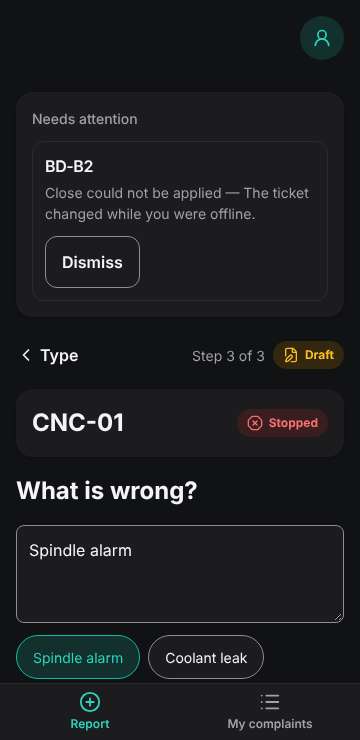 Needs attention
BD-B2
Close could not be applied — The ticket
changed while you were offline.
Dismiss
Type
Step 3 of 3
Draft
CNC-01
Stopped
What is wrong?
Spindle alarm
Spindle alarm
Coolant leak
Report
My complaints